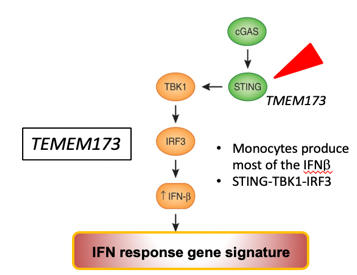 cGAS
TBK1
STING
TMEM173
TEMEM173
IRF3
• Monocytes produce
most of the IFNβ
• STING-TBK1-IRF3
↑ IFN-β
IFN response gene signature